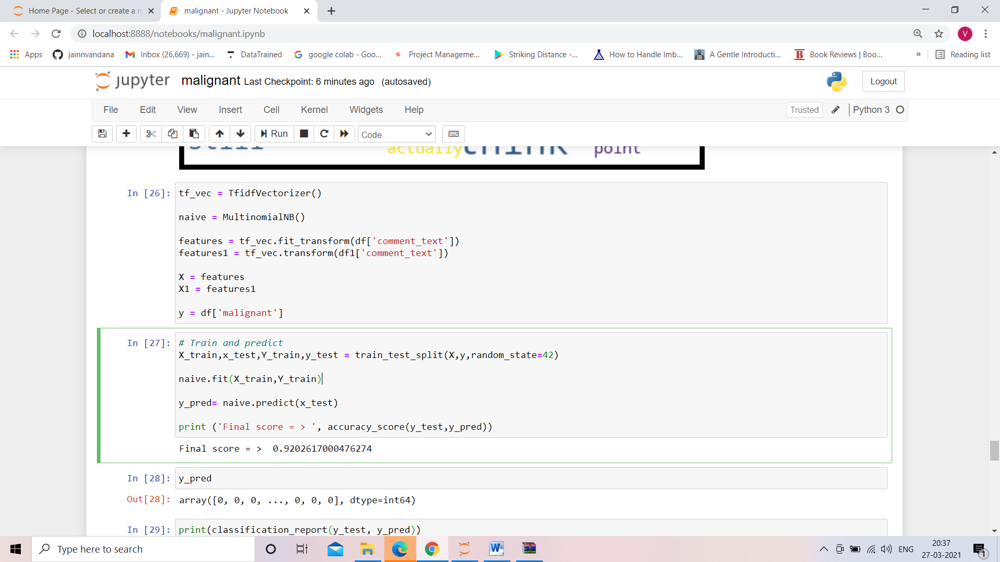 Home Page - Select or create a n
malignant - Jupyter Notebook
localhost:8888/notebooks/malignant.ipynb
V
Apps
jainnvandana
Inbox (26,669) - jain...
DataTrained
google colab - Goo...
Project Manageme...
Striking Distance -...
How to Handle Imb...
A Gentle Introducti...
B
Book Reviews | Boo...
»
Reading list
jupyter
malignant Last Checkpoint: 6 minutes ago (autosaved)
Logout
File Edit View Insert Cell Kernel Widgets Help
Trusted
Python 3
Run
Code
still actually think point
In [26]: tf_vec = TfidfVectorizer()
naive = MultinomialNB()
features = tf_vec.fit_transform(df['comment_text'])
features1 = tf_vec.transform(df1['comment_text'])
X = features
X1 = features1
y = df['malignant']
In [27]: # Train and predict
X_train,x_test,Y_train,y_test = train_test_split(X,y,random_state=42)
naive.fit(X_train,Y_train)
y_pred= naive.predict(x_test)
print ('Final score = > ', accuracy_score(y_test,y_pred))
Final score = >  0.9202617000476274
In [28]: y_pred
Out[28]: array([0, 0, 0, ..., 0, 0, 0], dtype=int64)
In [29]: print(classification_report(y_test, y_pred))
Type here to search
ENG
20:37
27-03-2021
1